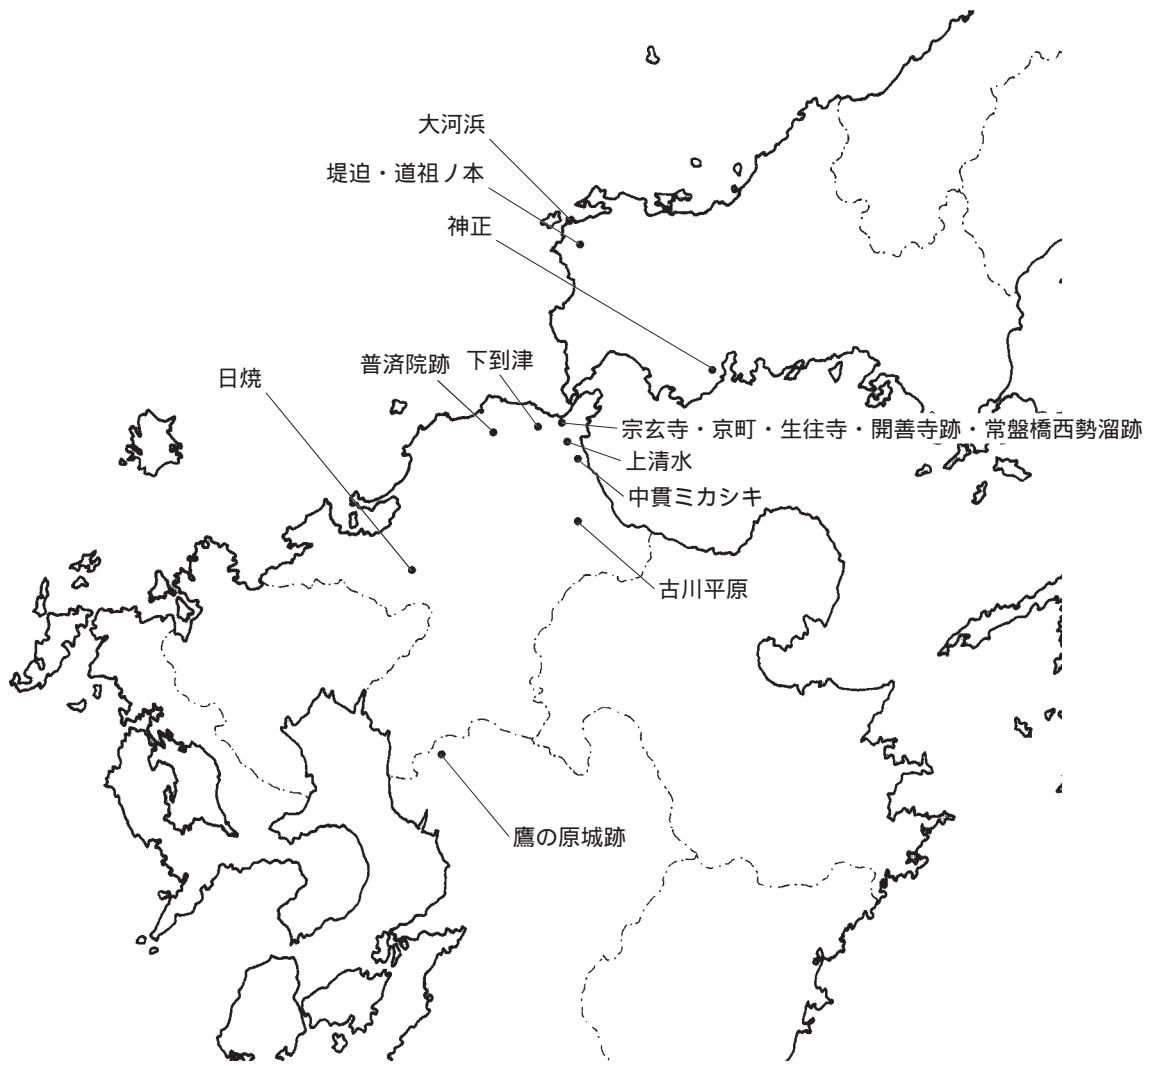 大河浜
堤迫・道祖ノ本
神正
普済院跡
下到津
日焼
宗玄寺・京町・生往寺・開善寺跡・常盤橋西勢溜跡
上清水
中貫ミカシキ
古川平原
鷹の原城跡